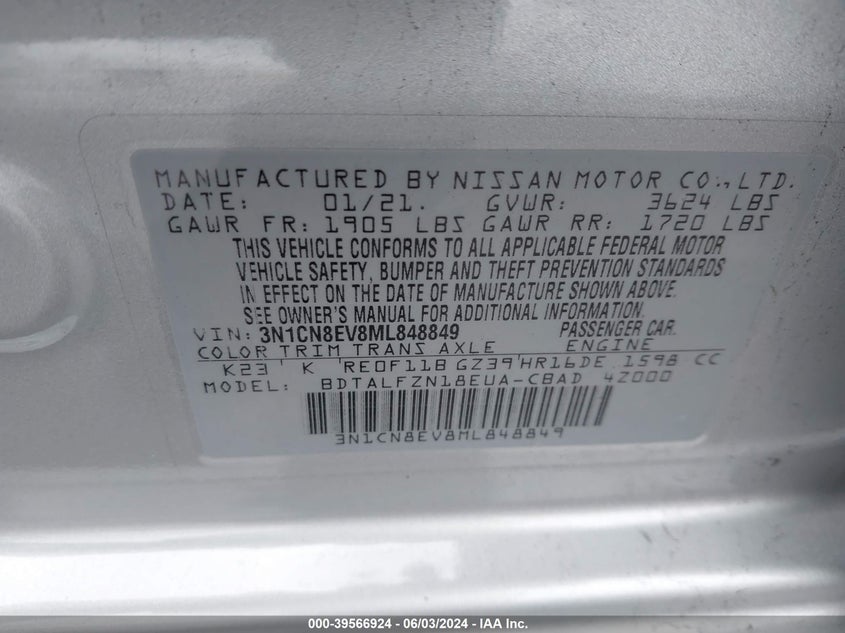 MANUFACTURED BY NISSAN MOTOR CO., LTD.
DATE: 01/21. GVWR: 3624 LBS
GAWR FR: 1905 LBS GAWR RR: 1720 LBS
THIS VEHICLE CONFORMS TO ALL APPLICABLE FEDERAL MOTOR
VEHICLE SAFETY, BUMPER AND THEFT PREVENTION STANDARDS
IN EFFECT ON THE DATE OF MANUFACTURE SHOWN ABOVE.
SEE OWNER'S MANUAL FOR ADDITIONAL INFORMATION.
VIN: 3N1CN8EV8ML848849 PASSENGER CAR
COLOR TRIM TRANS AXLE ENGINE
K23 K RE0F11B GZ39 HR16DE 1598 CC
MODEL: BDTALFZN18EUA-CBAD 4Z000
3N1CN8EV8ML848849
000-39566924 / 06/03/2024 - IAA Inc.